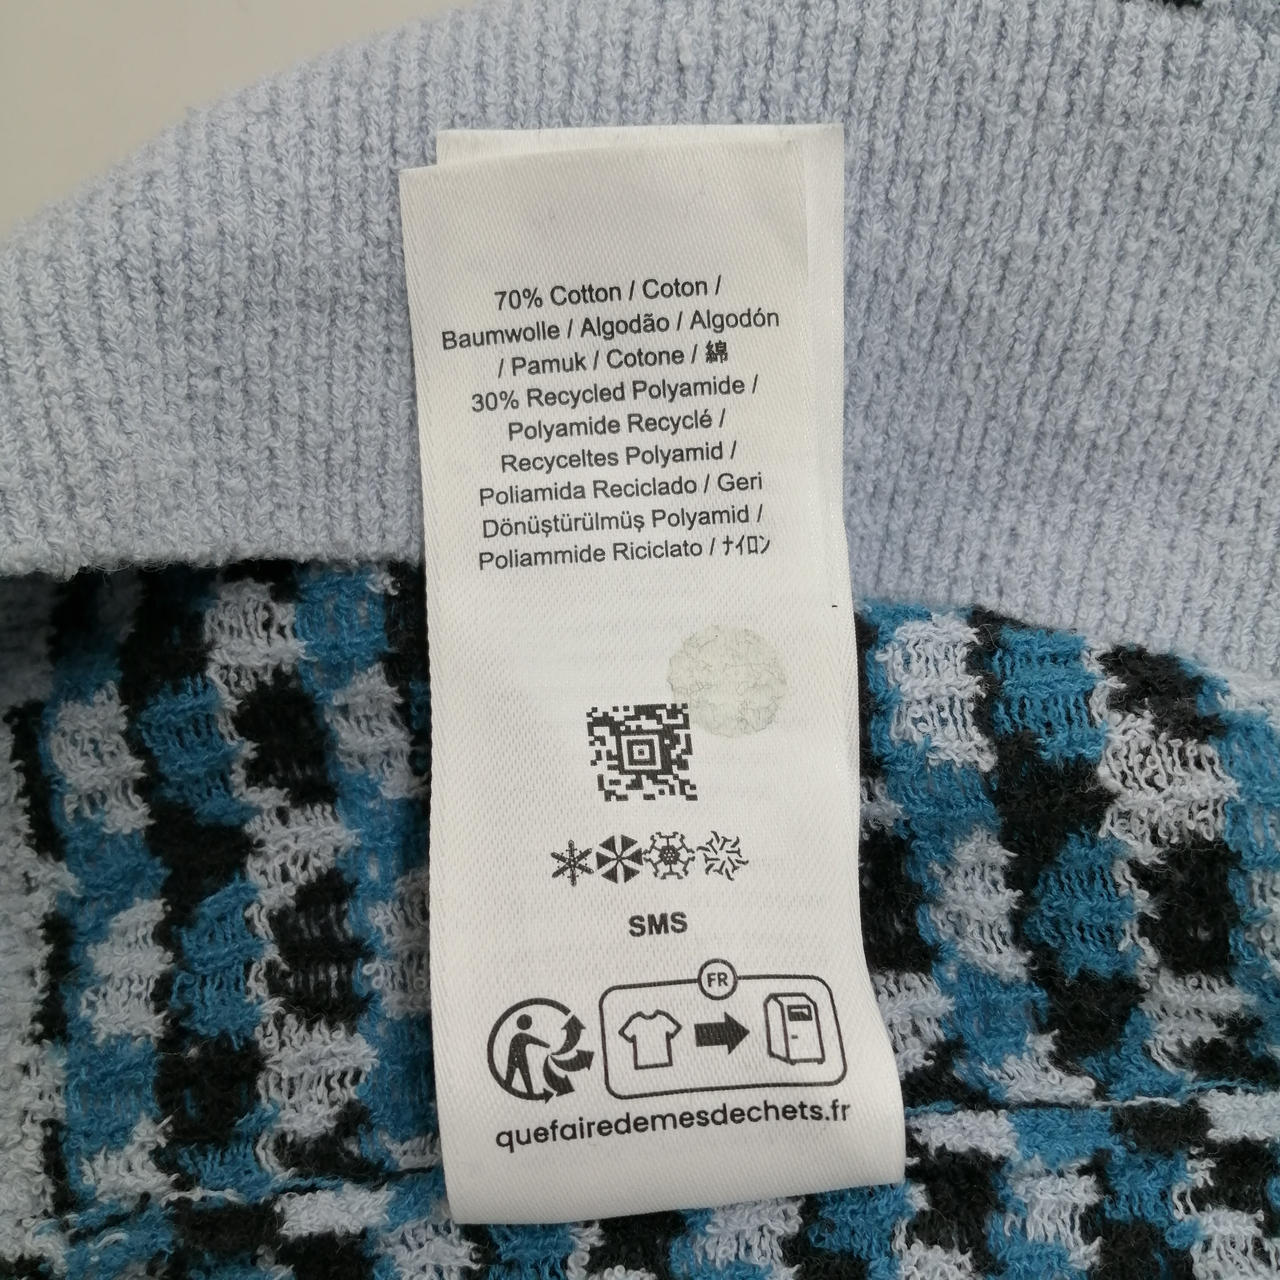 70% Cotton / Coton /
Baumwolle / Algodão / Algodón
/ Pamuk / Cotone / 綿
30% Recycled Polyamide /
Polyamide Recyclé /
Recyceltes Polyamid /
Poliamida Reciclado / Geri
Dönüştürülmüş Polyamid /
Poliammide Riciclato / ナイロン
SMS
FR
quefairedemesdechets.fr